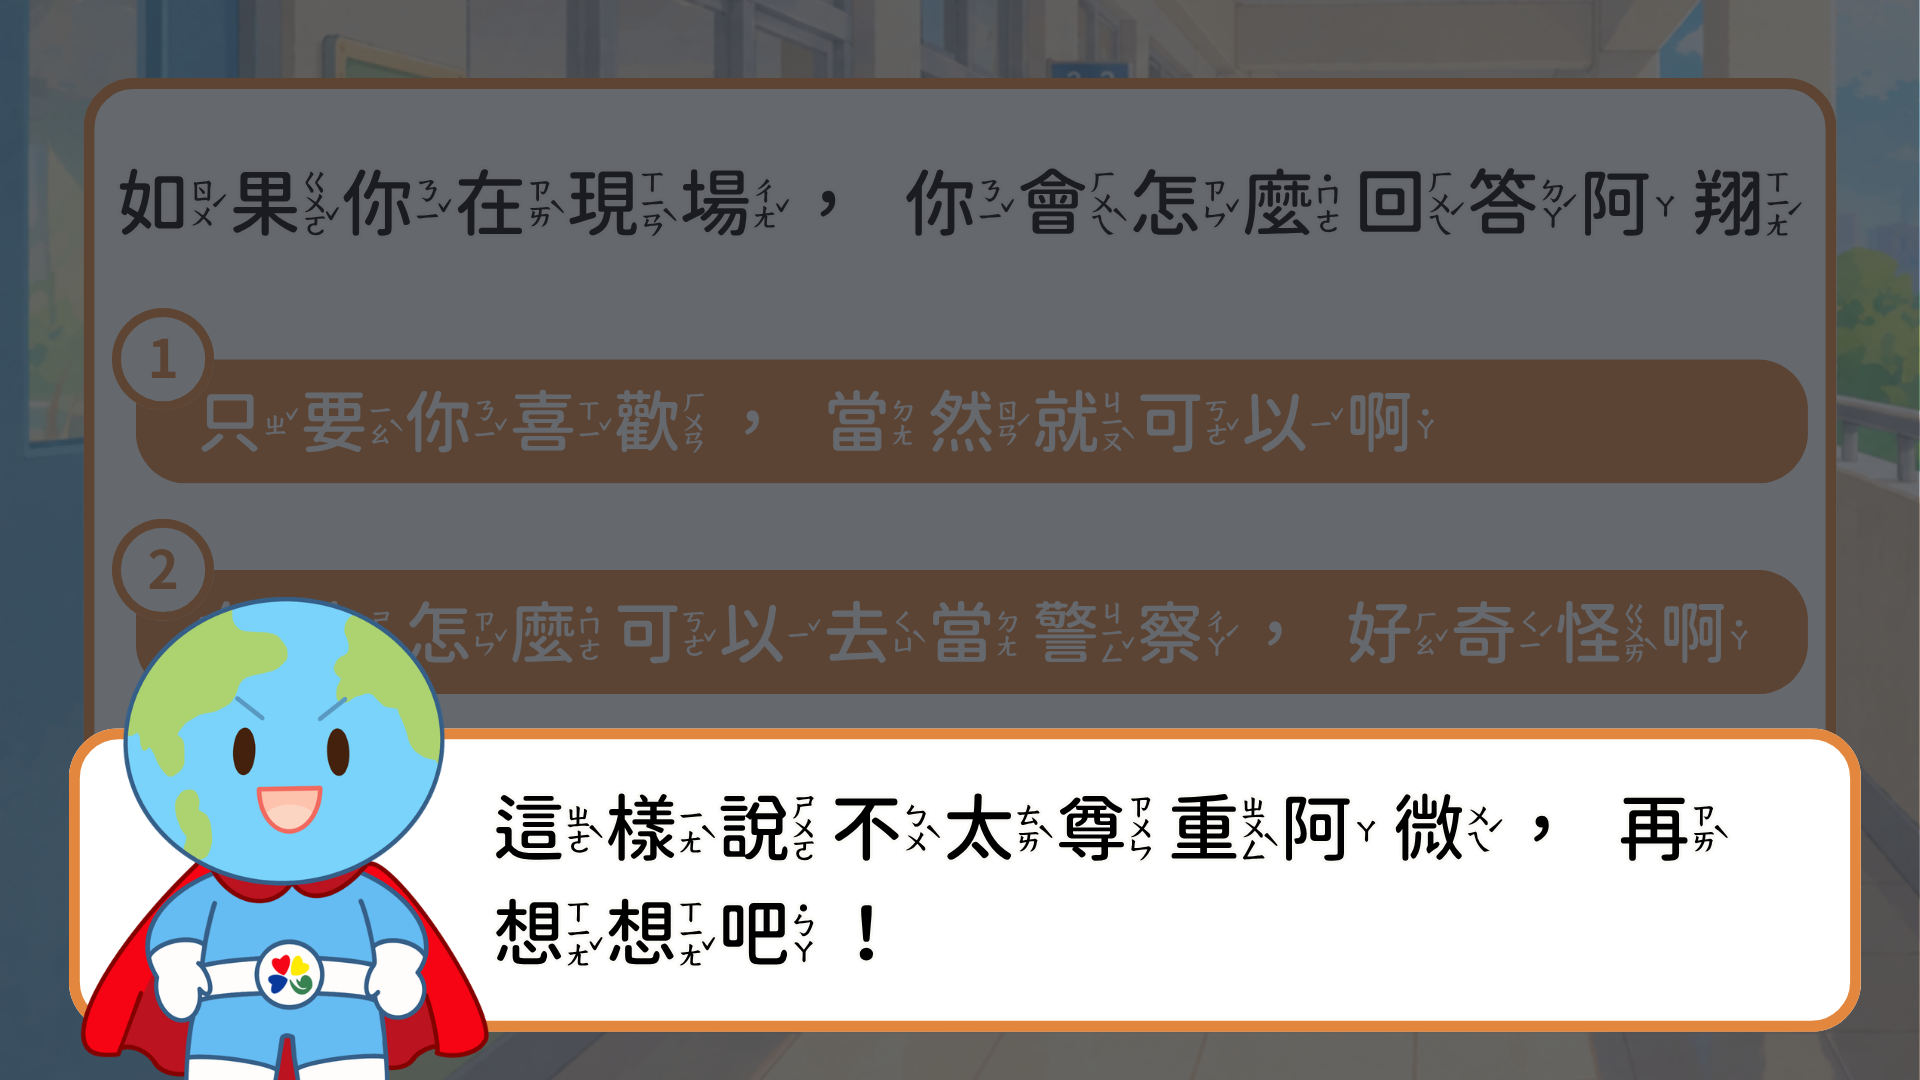 如果你在現場，你會怎麼回答阿翔
1
只要你喜歡，當然就可以啊
2
怎麼可以去當警察，好奇怪啊
這樣說不太尊重阿微，再
想想吧！